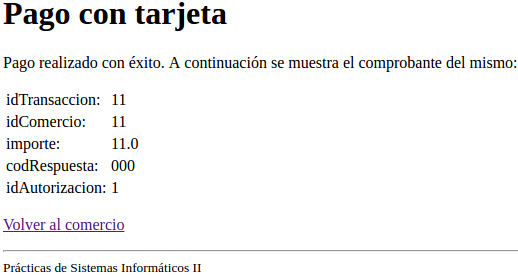 Pago con tarjeta
Pago realizado con éxito. A continuación se muestra el comprobante del mismo:
idTransaccion: 11
idComercio: 11
importe: 11.0
codRespuesta: 000
idAutorizacion: 1
Volver al comercio
Prácticas de Sistemas Informáticos II